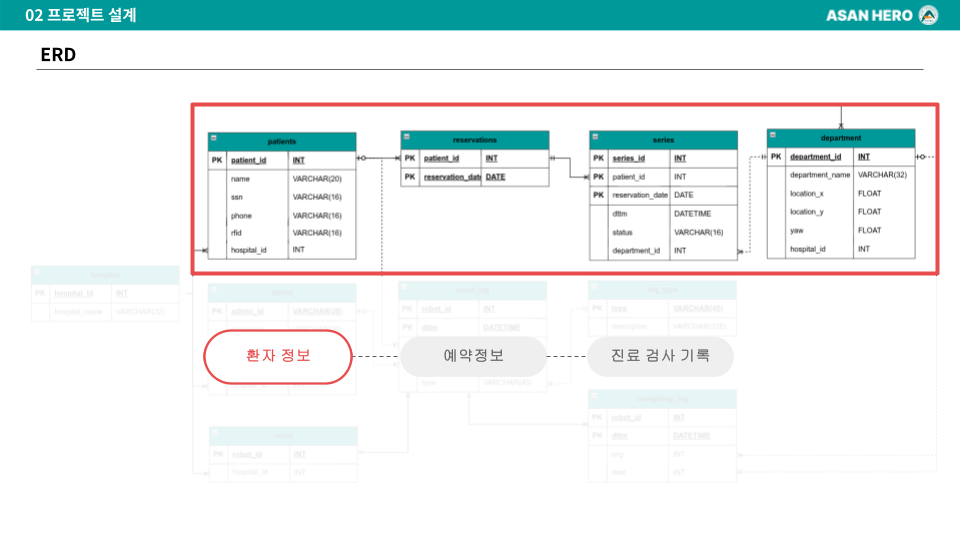 02 프로젝트 설계
ASAN HERO
ERD
patients
PK patient_id INT
name VARCHAR(20)
ssn VARCHAR(16)
phone VARCHAR(16)
rfid VARCHAR(16)
hospital_id INT
reservations
PK patient_id INT
PK reservation_date DATE
series
PK series_id INT
PK patient_id INT
PK reservation_date DATE
dttm DATETIME
status VARCHAR(16)
department_id INT
department
PK department_id INT
department_name VARCHAR(32)
location_x FLOAT
location_y FLOAT
yaw FLOAT
hospital_id INT
hospital
PK hospital_id INT
hospital_name VARCHAR(32)
PK admin_id VARCHAR(20)
PK robot_id INT
PK dttm DATETIME
type VARCHAR(40)
PK type VARCHAR(40)
description VARCHAR(128)
환자 정보
예약정보
진료 검사 기록
robot
PK robot_id INT
hospital_id INT
PK robot_id INT
PK dttm DATETIME
orig INT
dest INT